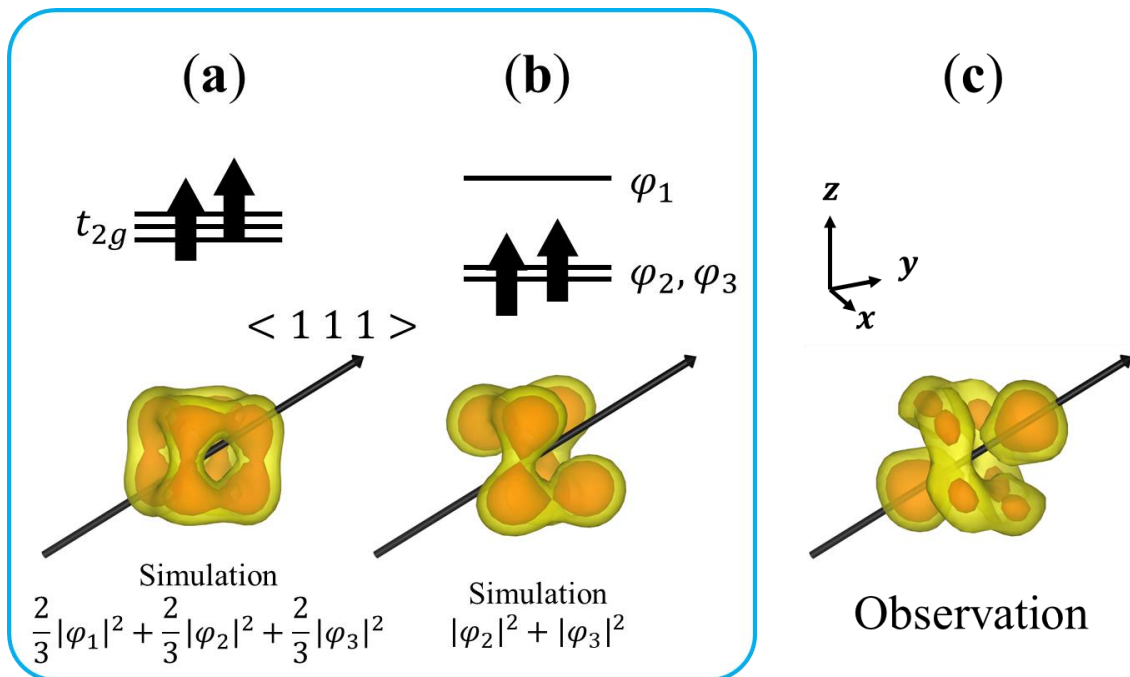 (a) (b) (c)
t₂g
φ₁
φ₂, φ₃
z
y
x
< 1 1 1 >
Simulation
2/3|φ₁|² + 2/3|φ₂|² + 2/3|φ₃|²
Simulation
|φ₂|² + |φ₃|²
Observation